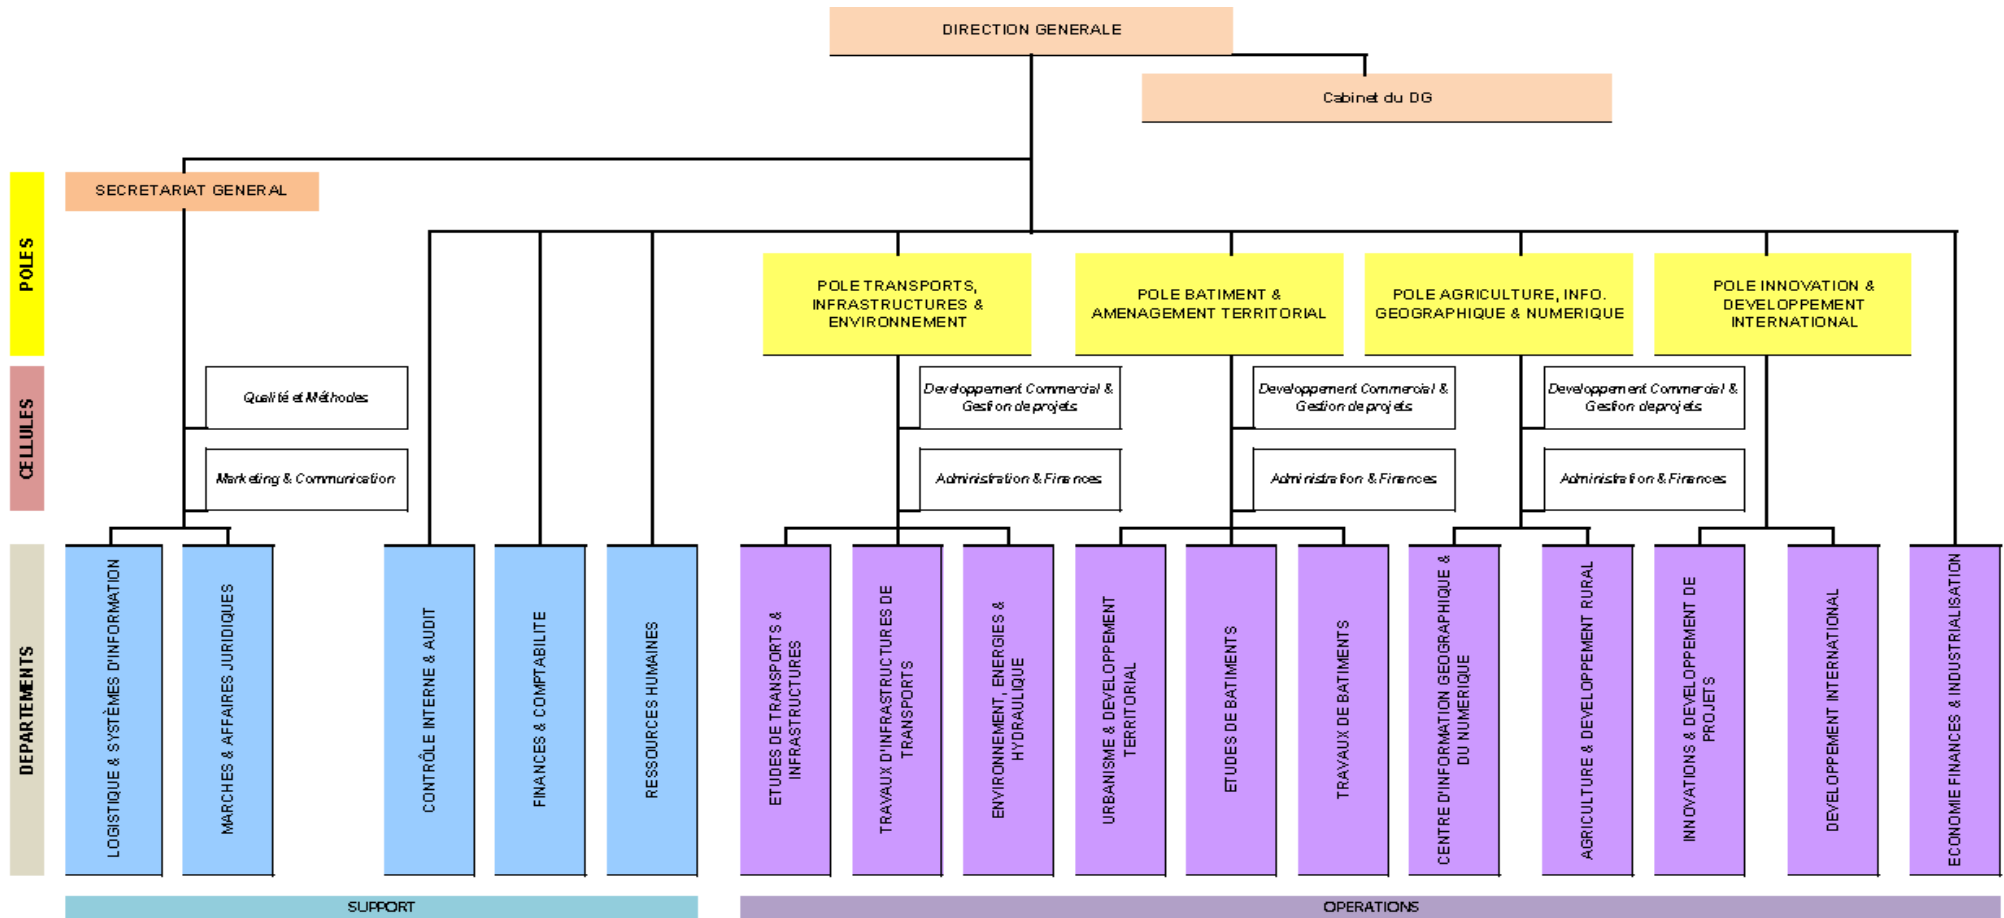 DIRECTION GENERALE
Cabinet du DG
SECRETARIAT GENERAL
POLES
POLE TRANSPORTS,
INFRASTRUCTURES &
ENVIRONNEMENT
POLE BATIMENT &
AMENAGEMENT TERRITORIAL
POLE AGRICULTURE, INFO.
GEOGRAPHIQUE & NUMERIQUE
POLE INNOVATION &
DEVELOPPEMENT
INTERNATIONAL
CELLULES
Qualité et Méthodes
Marketing & Communication
Developpement Commercial &
Gestion de projets
Administration & Finances
Developpement Commercial &
Gestion de projets
Administration & Finances
Developpement Commercial &
Gestion de projets
Administration & Finances
DEPARTEMENTS
LOGISTIQUE & SYSTÈMES D'INFORMATION
MARCHES & AFFAIRES JURIDIQUES
CONTRÔLE INTERNE & AUDIT
FINANCES & COMPTABILITE
RESSOURCES HUMAINES
ETUDES DE TRANSPORTS &
INFRASTRUCTURES
TRAVAUX D'INFRASTRUCTURES DE
TRANSPORTS
ENVIRONNEMENT, ENERGIES &
HYDRAULIQUE
URBANISME & DEVELOPPEMENT
TERRITORIAL
ETUDES DE BATIMENTS
TRAVAUX DE BATIMENTS
CENTRE D'INFORMATION GEOGRAPHIQUE &
DU NUMERIQUE
AGRICULTURE & DEVELOPPEMENT RURAL
INNOVATIONS & DEVELOPPEMENT DE
PROJETS
DEVELOPPEMENT INTERNATIONAL
ECONOMIE FINANCES & INDUSTRIALISATION
SUPPORT
OPERATIONS